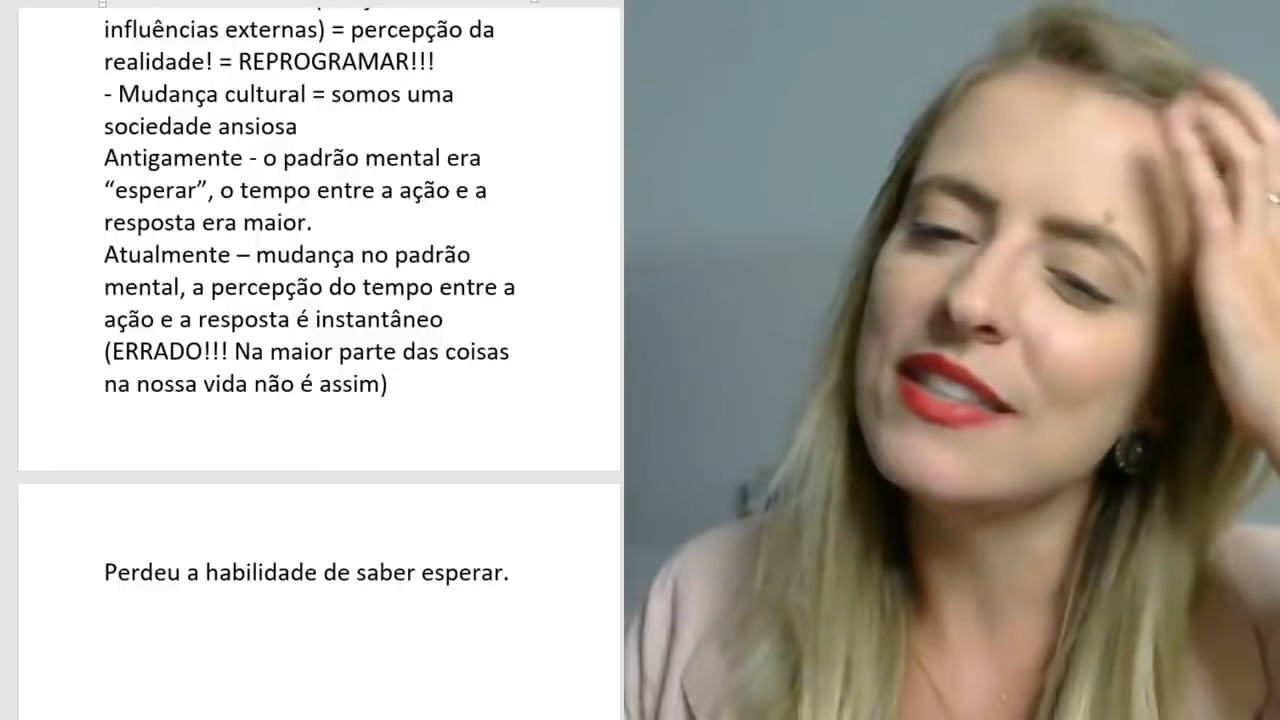 influências externas) = percepção da
realidade! = REPROGRAMAR!!!
- Mudança cultural = somos uma
sociedade ansiosa
Antigamente - o padrão mental era
“esperar”, o tempo entre a ação e a
resposta era maior.
Atualmente – mudança no padrão
mental, a percepção do tempo entre a
ação e a resposta é instantâneo
(ERRADO!!! Na maior parte das coisas
na nossa vida não é assim)
Perdeu a habilidade de saber esperar.